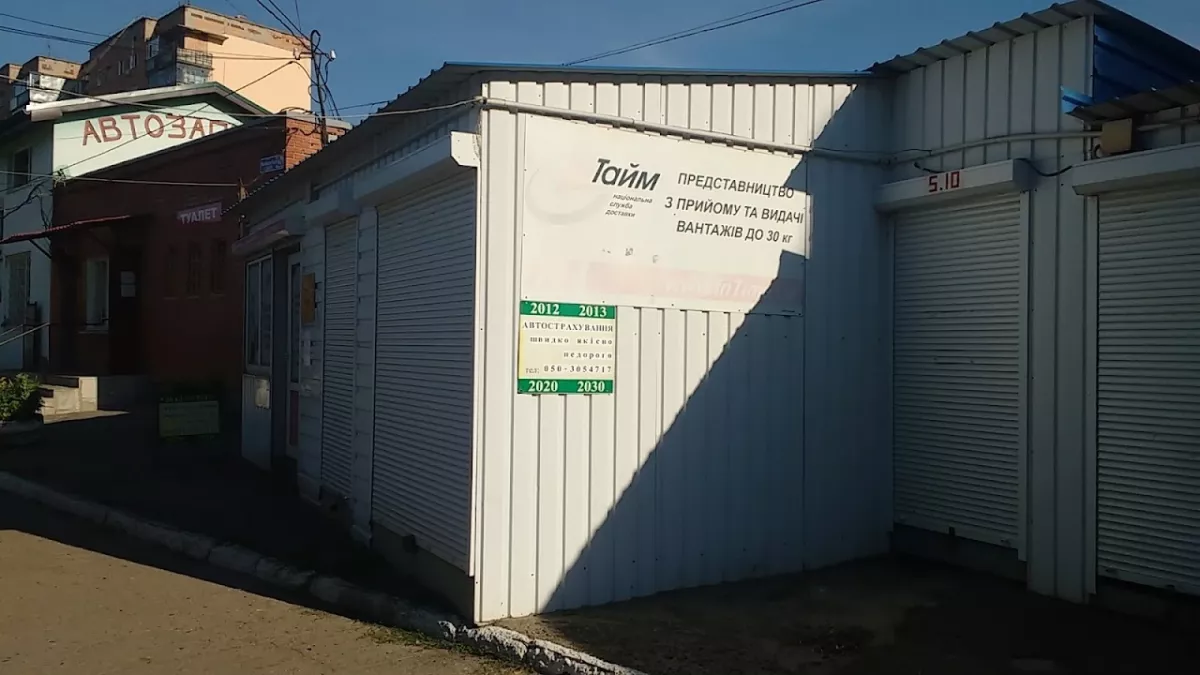 АВТОЗАП
ТУАЛЕТ
Тайм
національна
служба
доставки
ПРЕДСТАВНИЦТВО
З ПРИЙОМУ ТА ВИДАЧІ
ВАНТАЖІВ ДО 30 кг
2012 2013
АВТОСТРАХУВАННЯ
швидко якісно
недорого
тел: 050-3054717
2020 2030
5.10